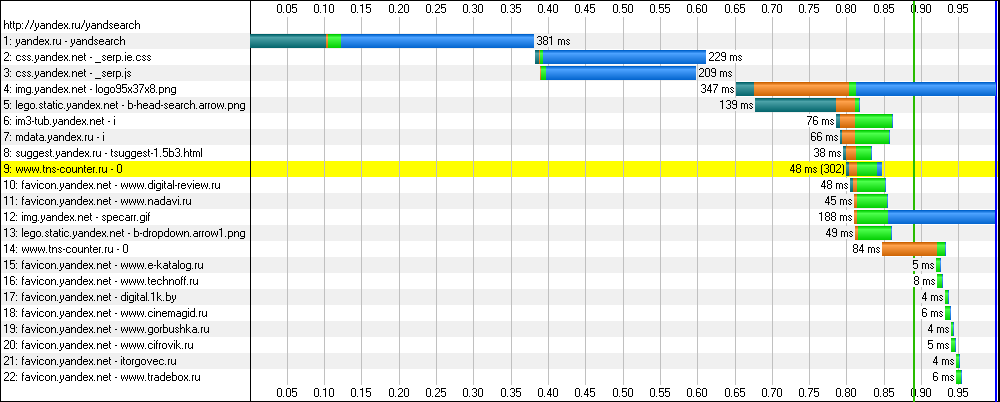 0.05 0.10 0.15 0.20 0.25 0.30 0.35 0.40 0.45 0.50 0.55 0.60 0.65 0.70 0.75 0.80 0.85 0.90 0.95
http://yandex.ru/yandsearch
1: yandex.ru - yandsearch 381 ms
2: css.yandex.net - _serp.ie.css 229 ms
3: css.yandex.net - _serp.js 209 ms
4: img.yandex.net - logo95x37x8.png 347 ms
5: lego.static.yandex.net - b-head-search.arrow.png 139 ms
6: im3-tub.yandex.net - i 76 ms
7: mdata.yandex.ru - i 66 ms
8: suggest.yandex.ru - tsuggest-1.5b3.html 38 ms
9: www.tns-counter.ru - 0 48 ms (302)
10: favicon.yandex.net - www.digital-review.ru 48 ms
11: favicon.yandex.net - www.nadavi.ru 45 ms
12: img.yandex.net - specarr.gif 188 ms
13: lego.static.yandex.net - b-dropdown.arrow1.png 49 ms
14: www.tns-counter.ru - 0 84 ms
15: favicon.yandex.net - www.e-katalog.ru 5 ms
16: favicon.yandex.net - www.technoff.ru 8 ms
17: favicon.yandex.net - digital.1k.by 4 ms
18: favicon.yandex.net - www.cinemagid.ru 6 ms
19: favicon.yandex.net - www.gorbushka.ru 4 ms
20: favicon.yandex.net - www.cifrovik.ru 5 ms
21: favicon.yandex.net - itorgovec.ru 4 ms
22: favicon.yandex.net - www.tradebox.ru 6 ms
0.05 0.10 0.15 0.20 0.25 0.30 0.35 0.40 0.45 0.50 0.55 0.60 0.65 0.70 0.75 0.80 0.85 0.90 0.95